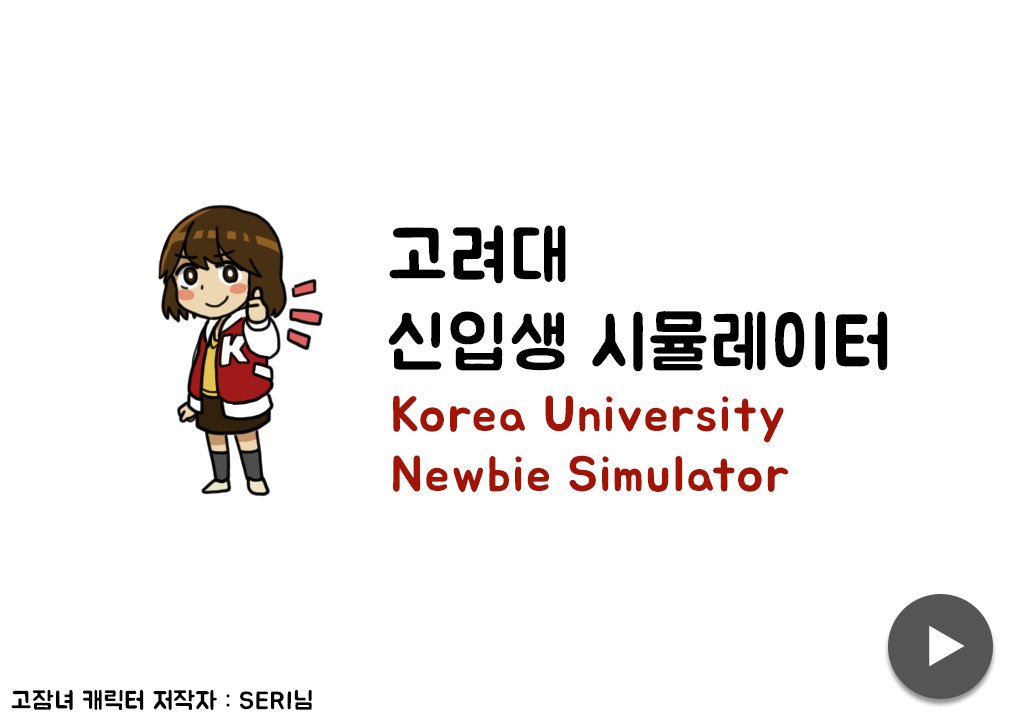 고려대
신입생 시뮬레이터
Korea University
Newbie Simulator
K
고잠녀 캐릭터 저작자 : SERI님